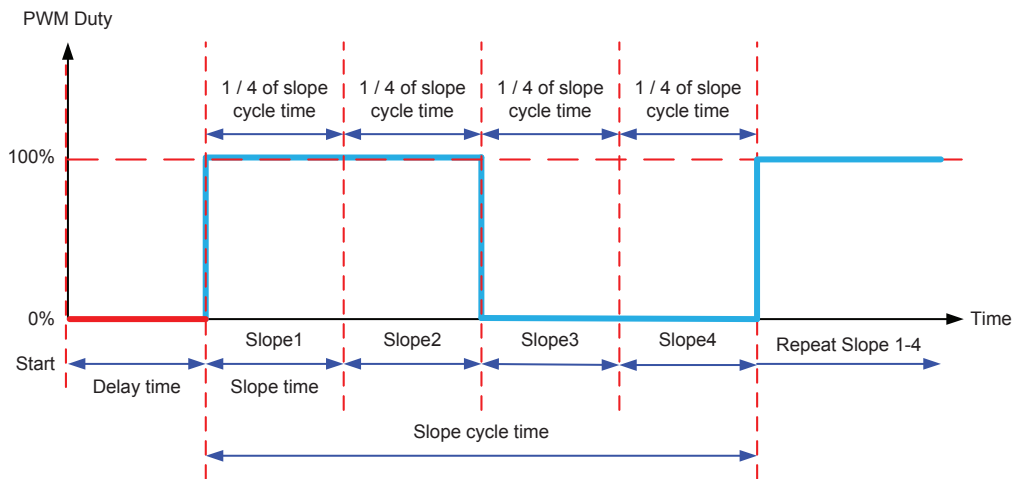 PWM Duty
1 / 4 of slope
cycle time
1 / 4 of slope
cycle time
1 / 4 of slope
cycle time
1 / 4 of slope
cycle time
100%
0%
Time
Slope1
Slope2
Slope3
Slope4
Repeat Slope 1-4
Start
Delay time
Slope time
Slope cycle time